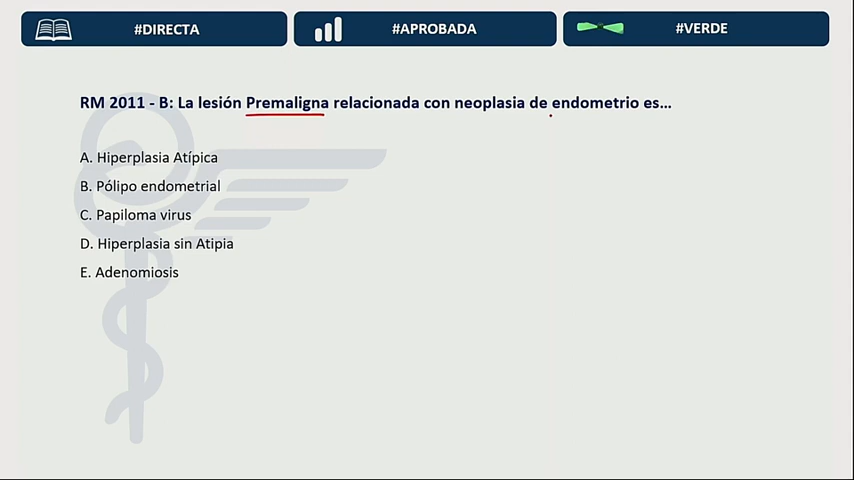 #DIRECTA
#APROBADA
#VERDE
RM 2011 - B: La lesión Premaligna relacionada con neoplasia de endometrio es...
A. Hiperplasia Atípica
B. Pólipo endometrial
C. Papiloma virus
D. Hiperplasia sin Atipia
E. Adenomiosis